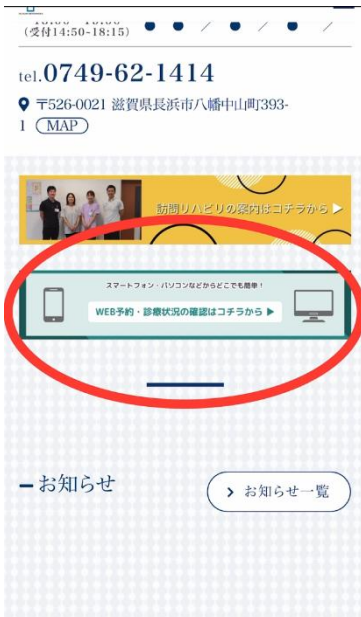 (受付14:50-18:15)
tel.0749-62-1414
〒526-0021 滋賀県長浜市八幡中山町393-
1 MAP
訪問リハビリの案内はコチラから ▶
スマートフォン・パソコンなどからどこでも簡単！
WEB予約・診療状況の確認はコチラから ▶
お知らせ
お知らせ一覧